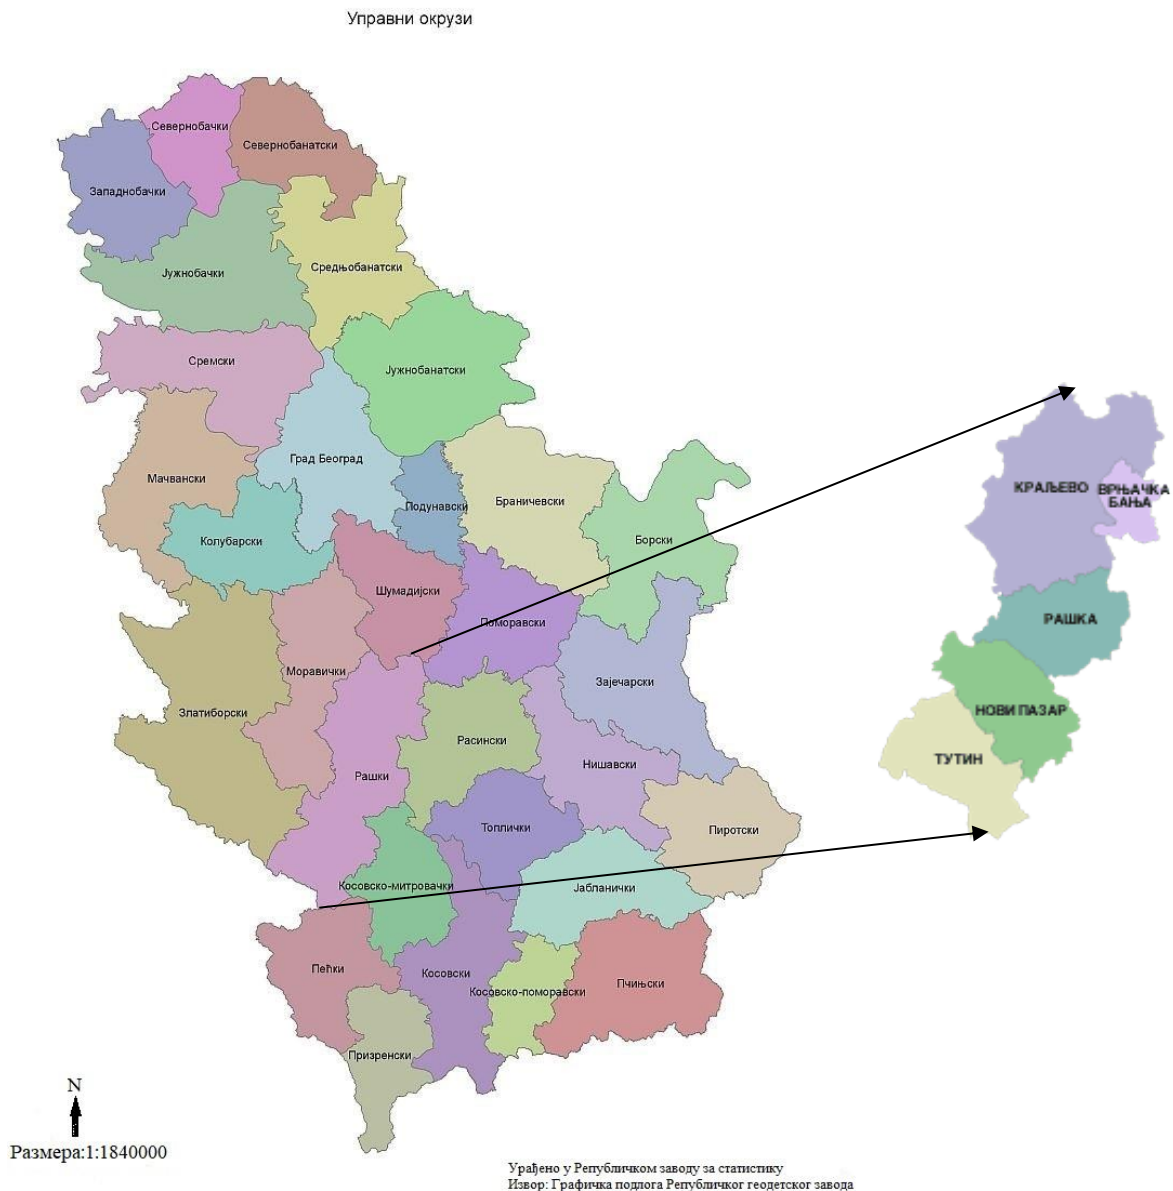 Управни окрузи
Севернобачки
Севернобанатски
Западнобачки
Јужнобачки
Средњобанатски
Сремски
Јужнобанатски
Град Београд
Мачвански
Подунавски
Браничевски
Колубарски
Борски
Шумадијски
Поморавски
Моравички
Зајечарски
Златиборски
Расински
Нишавски
Рашки
Топлички
Пиротски
Косовско-митровачки
Јабланички
Пећки
Косовски
Косовско-поморавски
Пчињски
Призренски
КРАЉЕВО
ВРЊАЧКА
БАЊА
РАШКА
НОВИ ПАЗАР
ТУТИН
N
Размера:1:1840000
Урађено у Републичком заводу за статистику
Извор: Графичка подлога Републичког геодетског завода